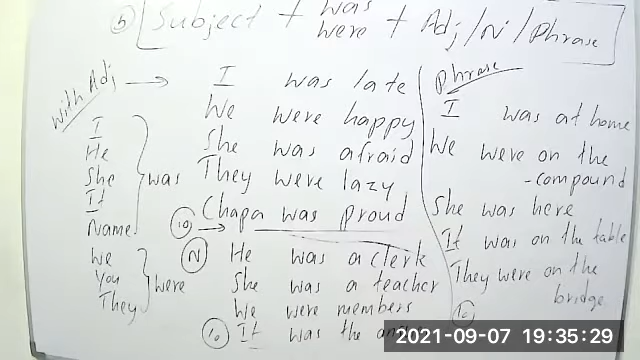 (b) Subject + was / were + Adj/N/Phrase
With Adj →
I was late
We were happy
She was afraid
They were lazy
(10) → Chapa was proud
I
He
She
It
Name
} was
We
You
They
} were
(N) He was a clerk
She was a teacher
We were members
(10) It was the
Phrase
I was at home
We were on the
-compound
She was here
It was on the table
They were on the
bridge
(10)
2021-09-07 19:35:29